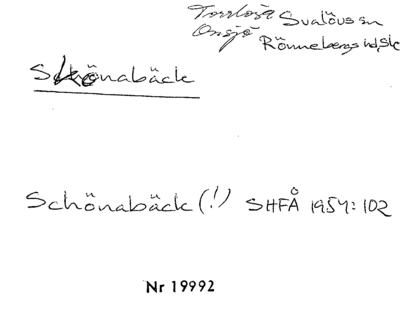 Torrlösa Svalövs sn
Onsjö Rönnebergs hd, Sk
Skönabäck
Schönabäck (!) SHFÅ 1954: 102
Nr 19992